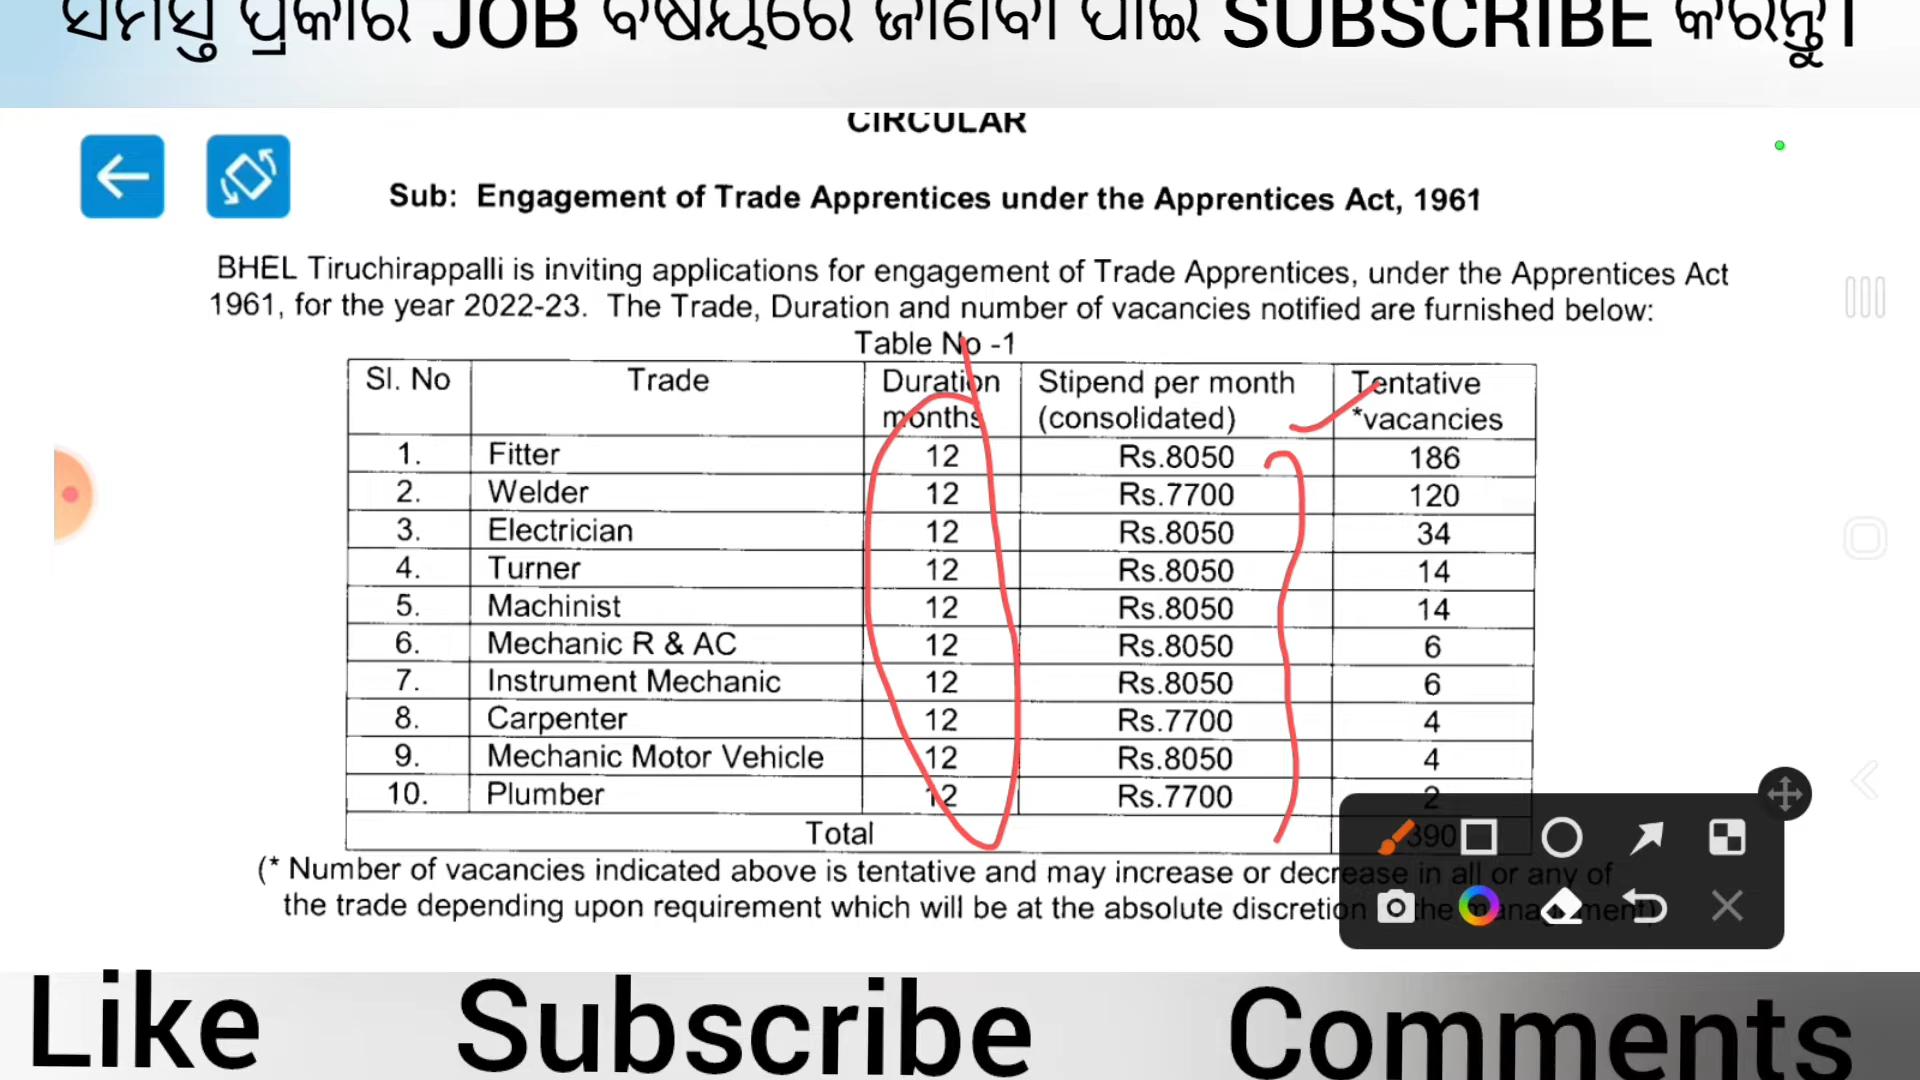 ସମସ୍ତ ପ୍ରକାର JOB ବିଷୟରେ ଜାଣିବା ପାଇଁ SUBSCRIBE କରନ୍ତୁ।
CIRCULAR
Sub: Engagement of Trade Apprentices under the Apprentices Act, 1961
BHEL Tiruchirappalli is inviting applications for engagement of Trade Apprentices, under the Apprentices Act
1961, for the year 2022-23. The Trade, Duration and number of vacancies notified are furnished below:
Table No -1
Sl. No Trade Duration months Stipend per month (consolidated) Tentative *vacancies
1. Fitter 12 Rs.8050 186
2. Welder 12 Rs.7700 120
3. Electrician 12 Rs.8050 34
4. Turner 12 Rs.8050 14
5. Machinist 12 Rs.8050 14
6. Mechanic R & AC 12 Rs.8050 6
7. Instrument Mechanic 12 Rs.8050 6
8. Carpenter 12 Rs.7700 4
9. Mechanic Motor Vehicle 12 Rs.8050 4
10. Plumber 12 Rs.7700 2
Total 390
(* Number of vacancies indicated above is tentative and may increase or decrease in all or any of
the trade depending upon requirement which will be at the absolute discretion the management)
Like Subscribe Comments